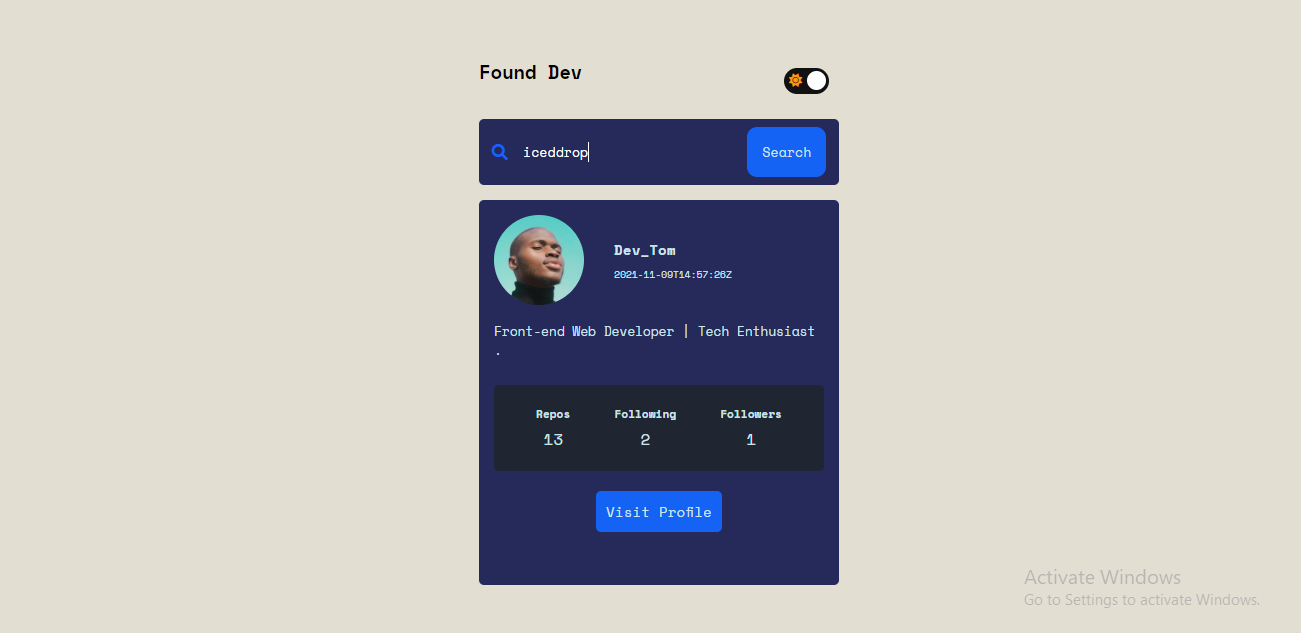 Found Dev
iceddrop
Search
Dev_Tom
2021-11-09T14:57:26Z
Front-end Web Developer | Tech Enthusiast
.
Repos Following Followers
13 2 1
Visit Profile
Activate Windows
Go to Settings to activate Windows.